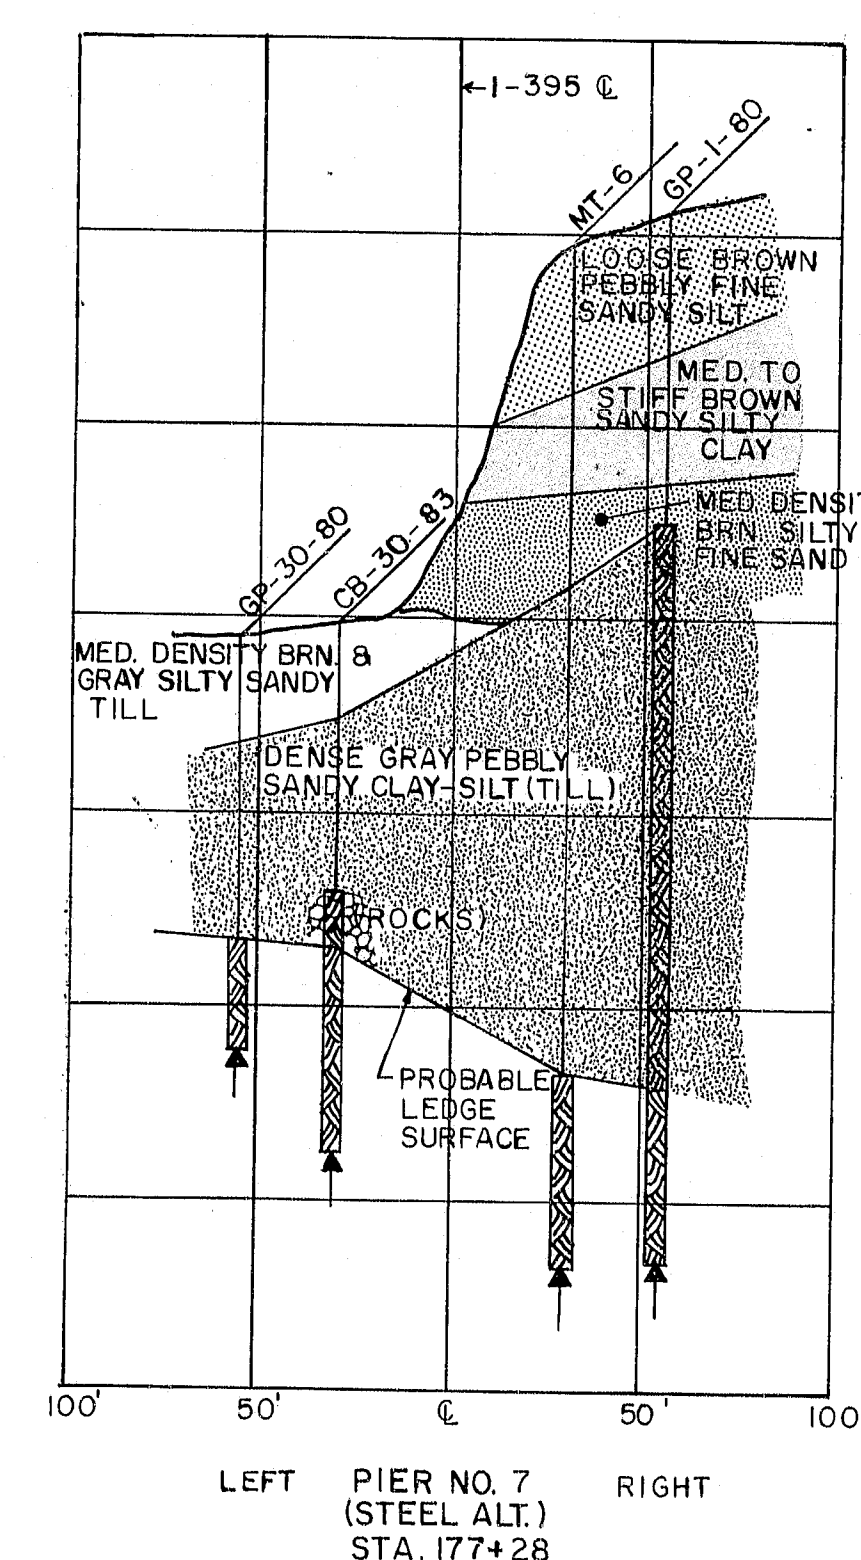 ←I-395 ℄
MT-6
GP-1-80
LOOSE BROWN
PEBBLY FINE
SANDY SILT
MED. TO
STIFF BROWN
SANDY SILTY
CLAY
GP-30-80
CB-30-83
MED. DENSI
BRN. SILTY
FINE SAND
MED. DENSITY BRN. &
GRAY SILTY SANDY
TILL
DENSE GRAY PEBBLY
SANDY CLAY-SILT (TILL)
(ROCKS)
PROBABLE
LEDGE
SURFACE
100' 50' ℄ 50' 100
LEFT PIER NO. 7 RIGHT
(STEEL ALT.)
STA. 177+28